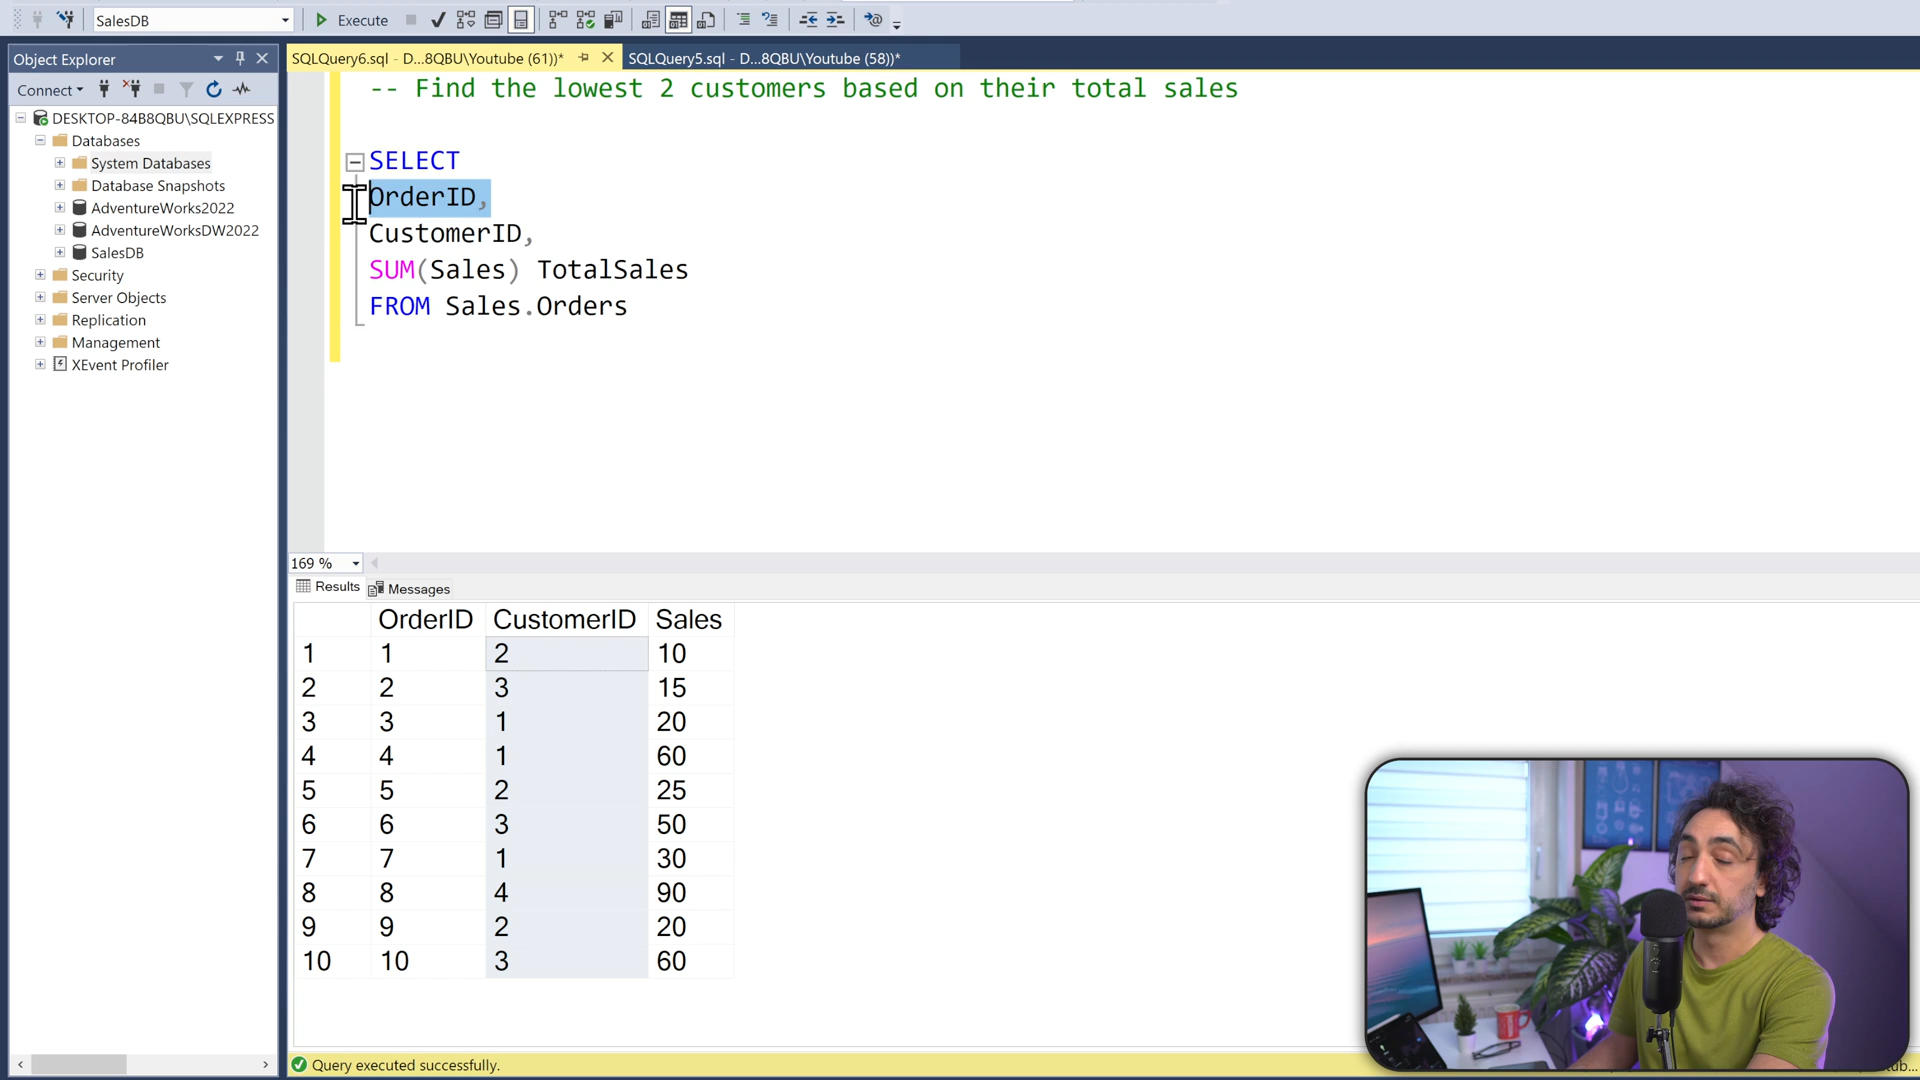 SalesDB
Execute
Object Explorer
Connect
DESKTOP-84B8QBU\SQLEXPRESS
Databases
System Databases
Database Snapshots
AdventureWorks2022
AdventureWorksDW2022
SalesDB
Security
Server Objects
Replication
Management
XEvent Profiler
SQLQuery6.sql - D...8QBU\Youtube (61))*
SQLQuery5.sql - D...8QBU\Youtube (58))*
-- Find the lowest 2 customers based on their total sales
SELECT
OrderID,
CustomerID,
SUM(Sales) TotalSales
FROM Sales.Orders
169 %
Results
Messages
OrderID CustomerID Sales
1 1 2 10
2 2 3 15
3 3 1 20
4 4 1 60
5 5 2 25
6 6 3 50
7 7 1 30
8 8 4 90
9 9 2 20
10 10 3 60
Query executed successfully.